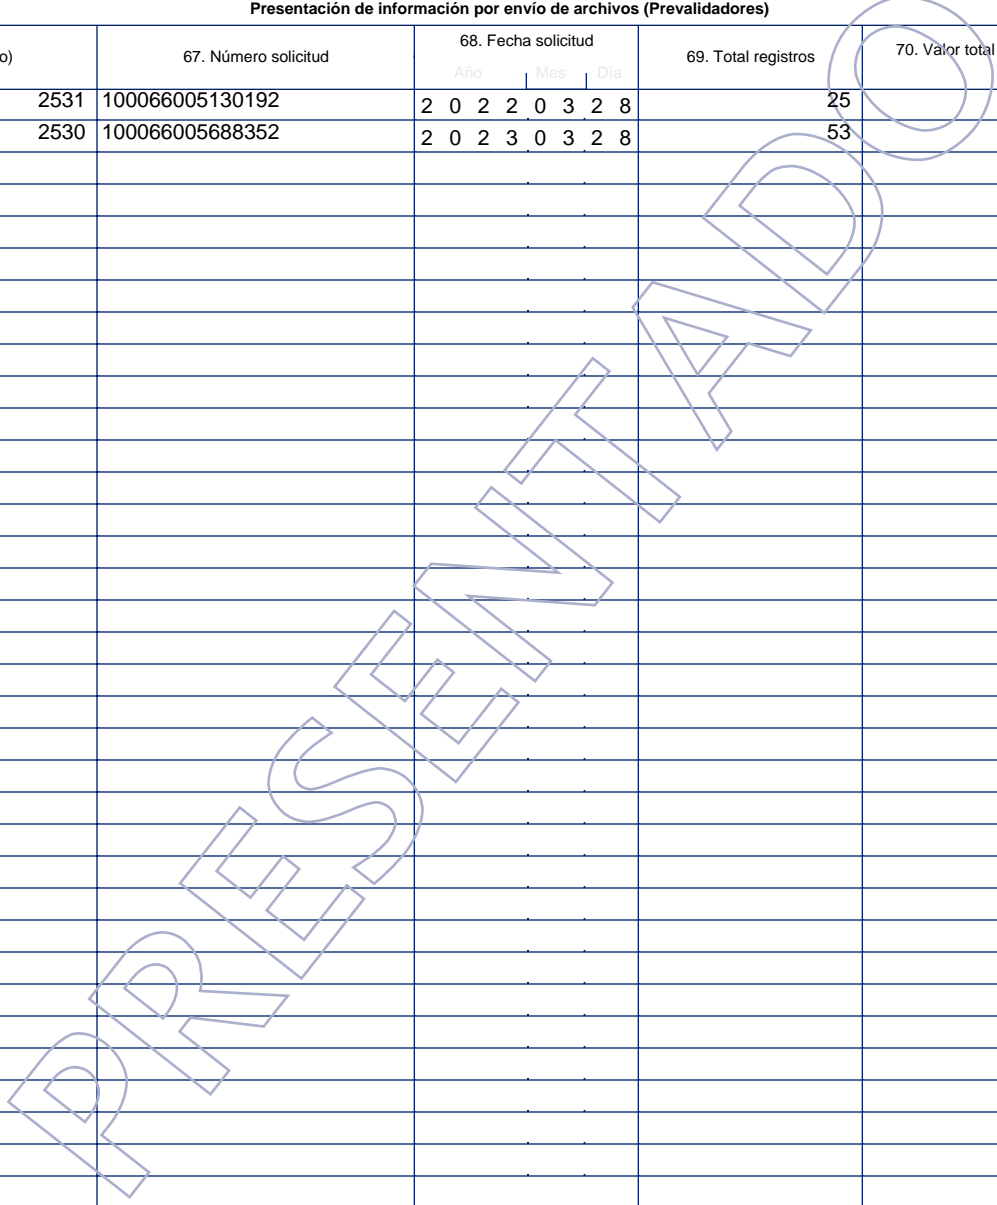 Presentación de información por envío de archivos (Prevalidadores)
o) 67. Número solicitud 68. Fecha solicitud 69. Total registros 70. Valor total
Año Mes Día
2531 100066005130192 2 0 2 2 0 3 2 8 25
2530 100066005688352 2 0 2 3 0 3 2 8 53
PRESENTADO